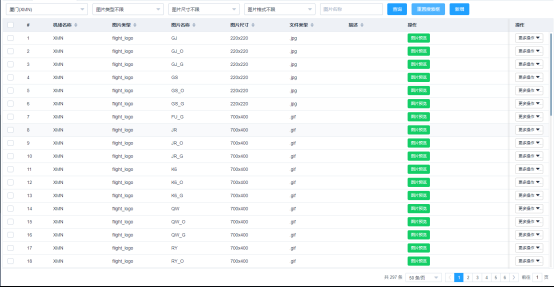 厦门(XMN) 图片类型不限 图片尺寸不限 图片格式不限 图片名称 查询 新增
# 航站名称 图片类型 图片名称 图片尺寸 文件类型 描述 操作 操作
1 XMN flight_logo GJ 220x220 .jpg 图片预览 更多操作
2 XMN flight_logo GJ_O 220x220 .jpg 图片预览 更多操作
3 XMN flight_logo GJ_G 220x220 .jpg 图片预览 更多操作
4 XMN flight_logo GS 220x220 .jpg 图片预览 更多操作
5 XMN flight_logo GS_O 220x220 .jpg 图片预览 更多操作
6 XMN flight_logo GS_G 220x220 .jpg 图片预览 更多操作
7 XMN flight_logo FU_G 700x400 .gif 图片预览 更多操作
8 XMN flight_logo JR 700x400 .gif 图片预览 更多操作
9 XMN flight_logo JR_O 700x400 .gif 图片预览 更多操作
10 XMN flight_logo JR_G 700x400 .gif 图片预览 更多操作
11 XMN flight_logo K6 700x400 .gif 图片预览 更多操作
12 XMN flight_logo K6_O 700x400 .gif 图片预览 更多操作
13 XMN flight_logo K6_G 700x400 .gif 图片预览 更多操作
14 XMN flight_logo QW 700x400 .gif 图片预览 更多操作
15 XMN flight_logo QW_O 700x400 .gif 图片预览 更多操作
16 XMN flight_logo QW_G 700x400 .gif 图片预览 更多操作
17 XMN flight_logo RY 700x400 .gif 图片预览 更多操作
18 XMN flight_logo RY_O 700x400 .gif 图片预览 更多操作
共 297 条 50 条/页 1 2 3 4 5 6 前往 1 页